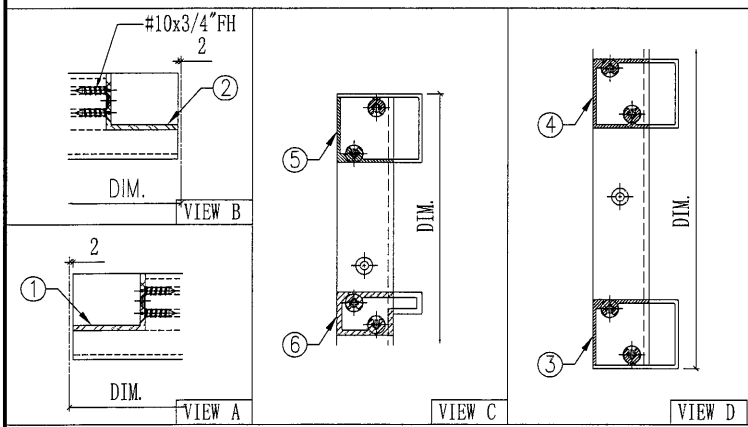 #10x3/4"FH
2
2
DIM.
VIEW B
2
1
DIM.
VIEW A
5
DIM.
6
VIEW C
4
DIM.
3
VIEW D